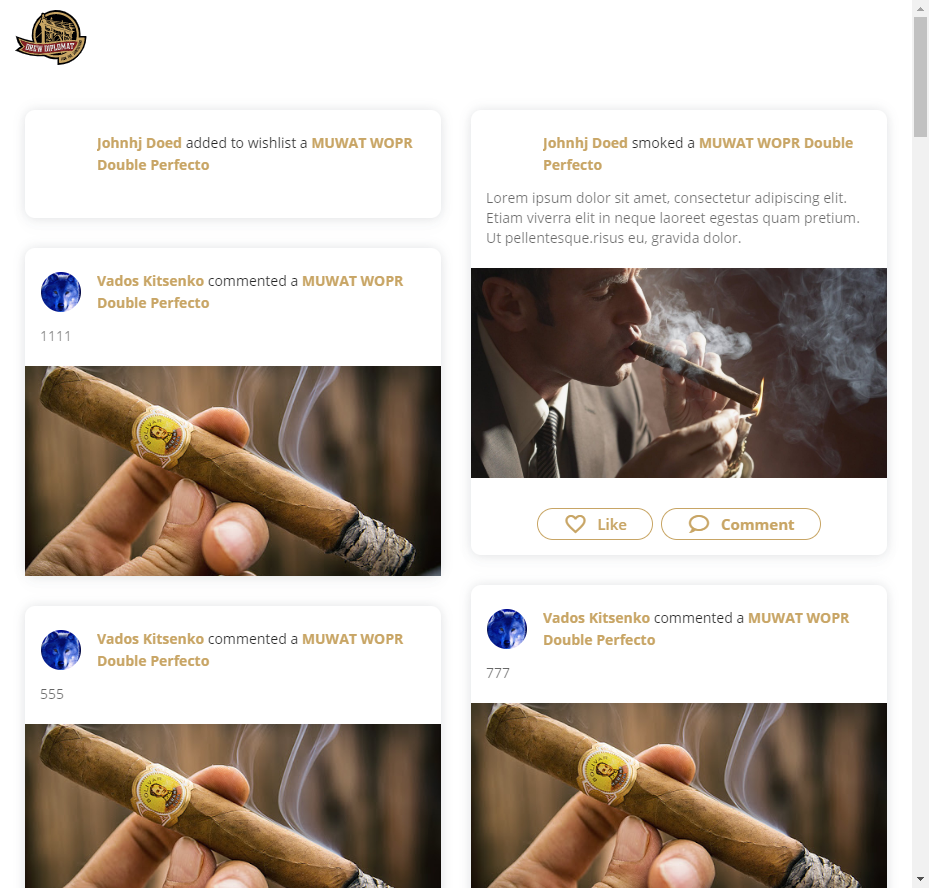 DREW DIPLOMAT
Johnhj Doed added to wishlist a MUWAT WOPR
Double Perfecto
Vados Kitsenko commented a MUWAT WOPR
Double Perfecto
1111
BOLIVAR
Vados Kitsenko commented a MUWAT WOPR
Double Perfecto
555
BOLIVAR
Johnhj Doed smoked a MUWAT WOPR Double
Perfecto
Lorem ipsum dolor sit amet, consectetur adipiscing elit.
Etiam viverra elit in neque laoreet egestas quam pretium.
Ut pellentesque.risus eu, gravida dolor.
Like
Comment
Vados Kitsenko commented a MUWAT WOPR
Double Perfecto
777
BOLIVAR